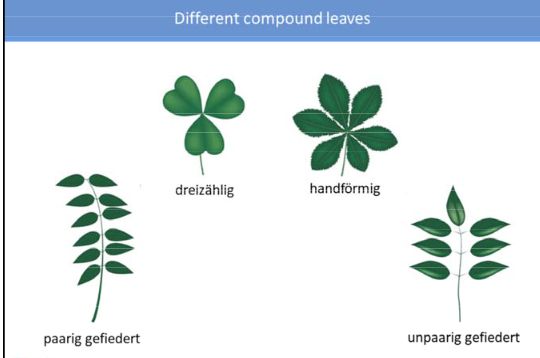 Different compound leaves
dreizählig
handförmig
paarig gefiedert
unpaarig gefiedert